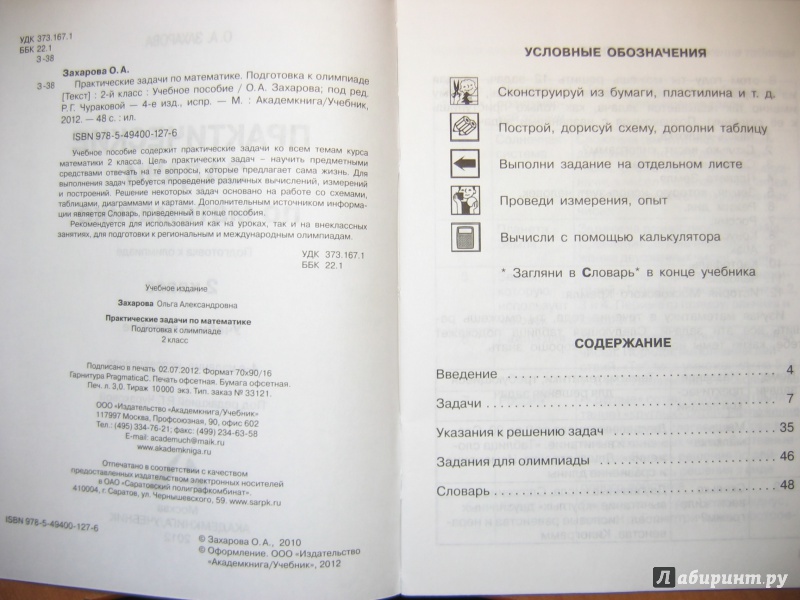 УДК 373.167.1
ББК 22.1
З-38
Захарова О.А.
З-38 Практические задачи по математике. Подготовка к олимпиаде
[Текст] : 2-й класс : Учебное пособие / О.А. Захарова; под ред.
Р.Г. Чураковой — 4-е изд., испр. — М. : Академкнига/Учебник,
2012. — 48 с. : ил.
ISBN 978-5-49400-127-6
Учебное пособие содержит практические задачи ко всем темам курса
математики 2 класса. Цель практических задач – научить предметными
средствами отвечать на те вопросы, которые предлагает сама жизнь. Для
выполнения задач требуется проведение различных вычислений, измерений
и построений. Решение некоторых задач основано на работе со схемами,
таблицами, диаграммами и картами. Дополнительным источником информа-
ции является Словарь, приведенный в конце пособия.
Рекомендуется для использования как на уроках, так и на внеклассных
занятиях, для подготовки к региональным и международным олимпиадам.
УДК 373.167.1
ББК 22.1
Учебное издание
Захарова Ольга Александровна
Практические задачи по математике
Подготовка к олимпиаде
2 класс
Подписано в печать 02.07.2012. Формат 70х90/16
Гарнитура PragmaticaC. Печать офсетная. Бумага офсетная.
Печ. л. 3,0. Тираж 10000 экз. Тип. заказ № 33121.
ООО «Издательство «Академкнига/Учебник»
117997 Москва, Профсоюзная, 90, офис 602
Тел.: (495) 334-76-21; факс: (499) 234-63-58
E-mail: academuch@maik.ru
www.akademkniga.ru
Отпечатано в соответствии с качеством
предоставленных издательством электронных носителей
в ОАО «Саратовский полиграфкомбинат».
410004, г. Саратов, ул. Чернышевского, 59. www.sarpk.ru
ISBN 978-5-49400-127-6
© Захарова О.А., 2010
© Оформление. ООО «Издательство
«Академкнига/Учебник», 2012
УСЛОВНЫЕ ОБОЗНАЧЕНИЯ
Сконструируй из бумаги, пластилина и т. д.
Построй, дорисуй схему, дополни таблицу
Выполни задание на отдельном листе
Проведи измерения, опыт
Вычисли с помощью калькулятора
* Загляни в Словарь* в конце учебника
СОДЕРЖАНИЕ
Введение ........ 4
Задачи ........ 7
Указания к решению задач ........ 35
Задания для олимпиады ........ 46
Словарь ........ 48
Лабиринт.ру